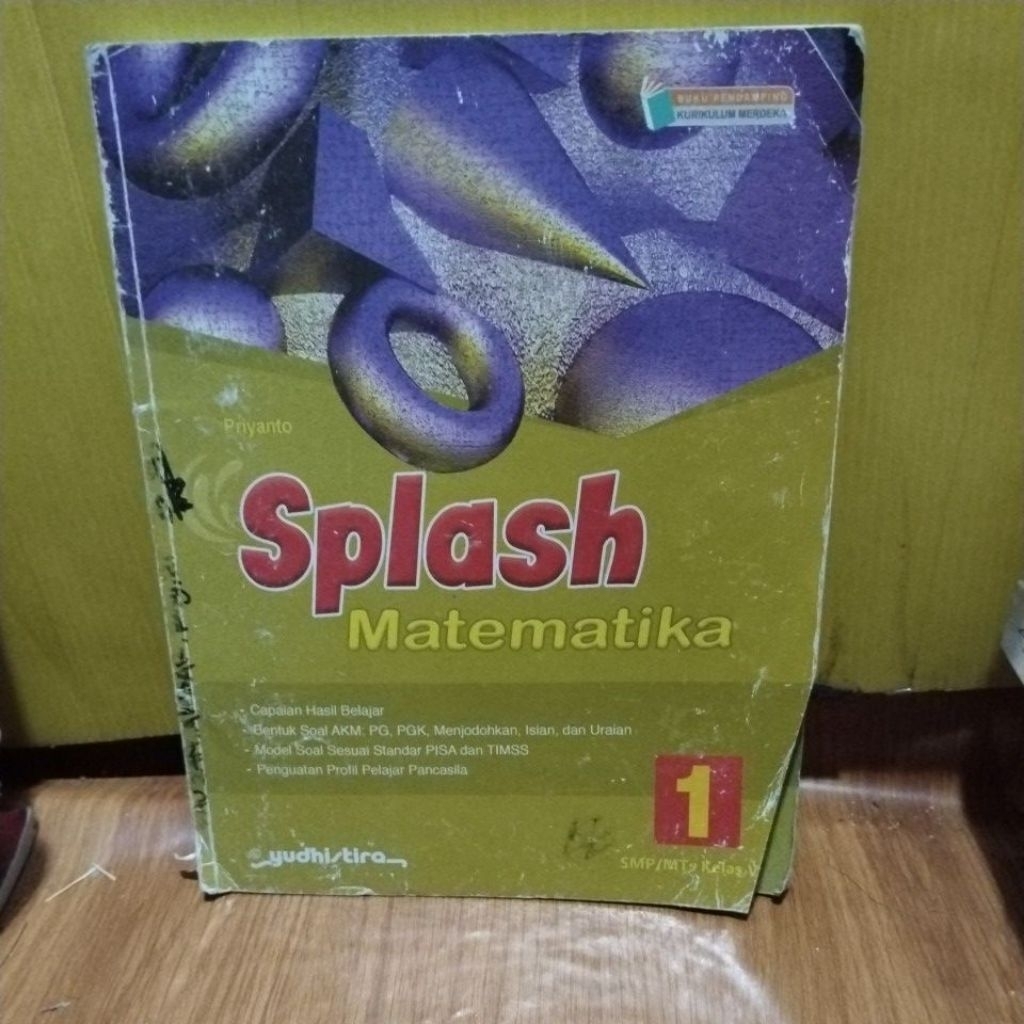 BUKU PENDAMPING
KURIKULUM MERDEKA
Priyanto
Splash
Matematika
- Capaian Hasil Belajar
- Bentuk Soal AKM: PG, PGK, Menjodohkan, Isian, dan Uraian
- Model Soal Sesuai Standar PISA dan TIMSS
- Penguatan Profil Pelajar Pancasila
1
yudhistira
SMP/MTs Kelas